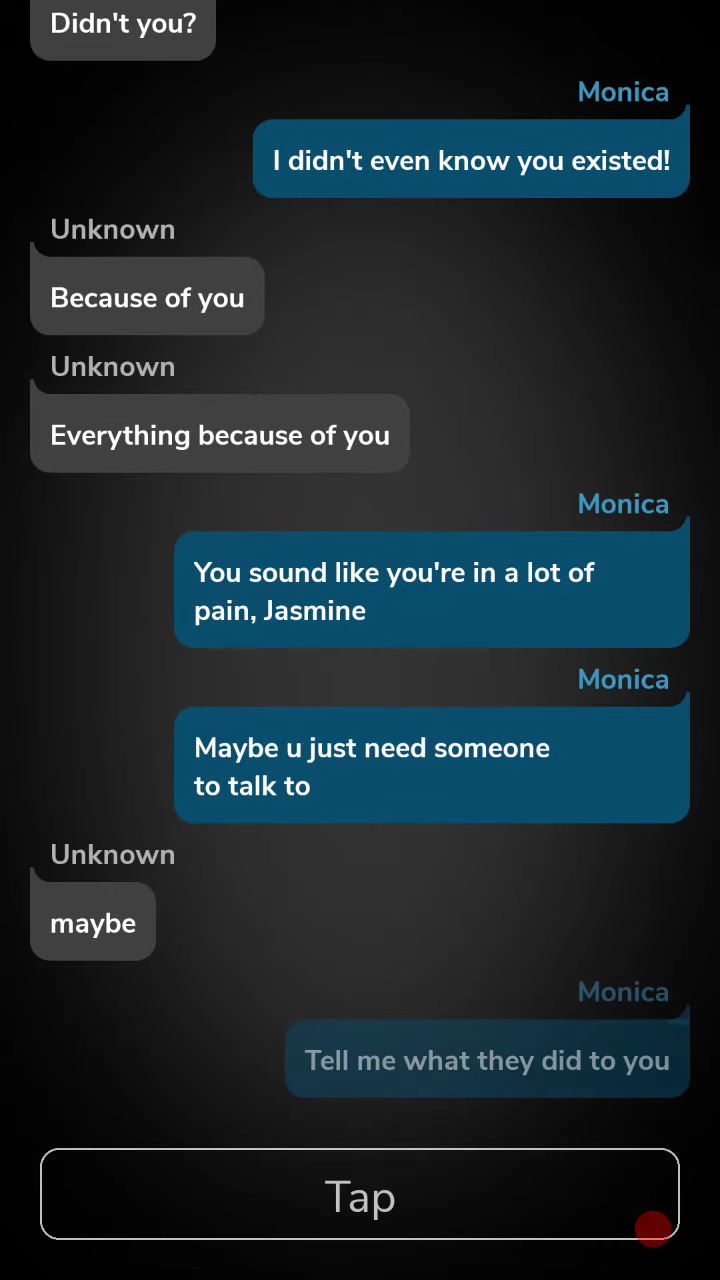 Didn't you?
Monica
I didn't even know you existed!
Unknown
Because of you
Unknown
Everything because of you
Monica
You sound like you're in a lot of
pain, Jasmine
Monica
Maybe u just need someone
to talk to
Unknown
maybe
Monica
Tell me what they did to you
Tap